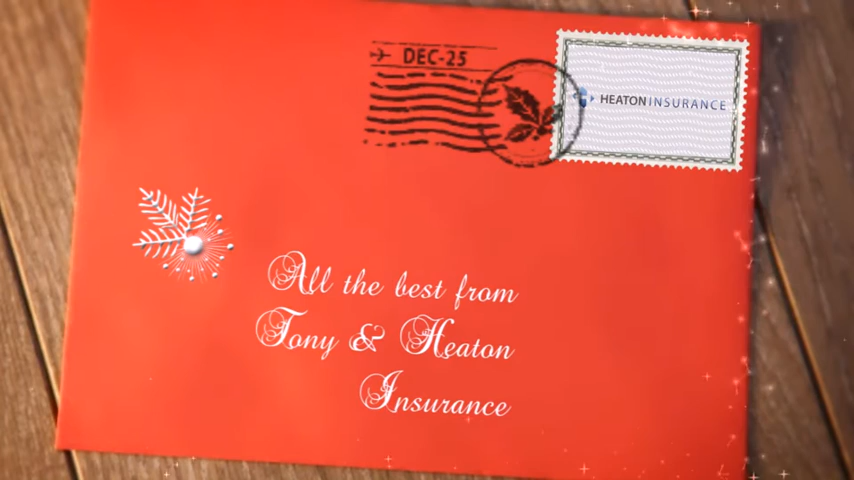 DEC-25
HEATONINSURANCE
All the best from
Tony & Heaton
Insurance